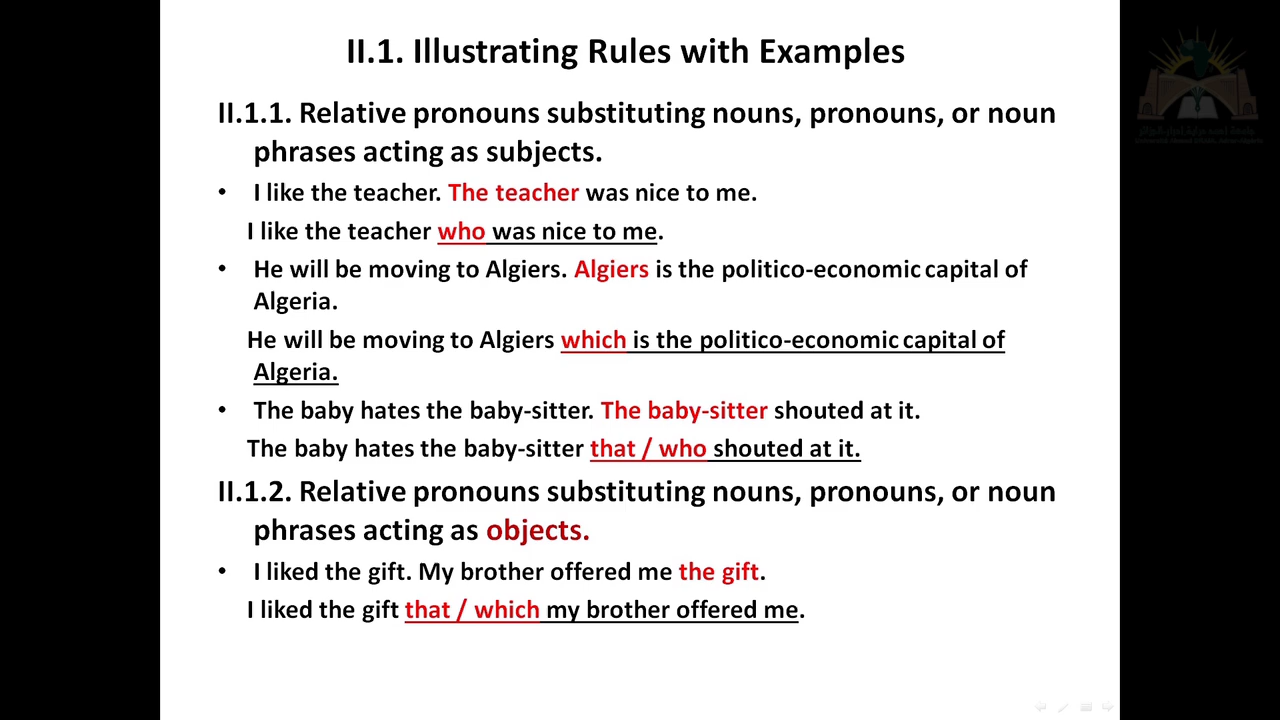 II.1. Illustrating Rules with Examples
II.1.1. Relative pronouns substituting nouns, pronouns, or noun
phrases acting as subjects.
• I like the teacher. The teacher was nice to me.
I like the teacher who was nice to me.
• He will be moving to Algiers. Algiers is the politico-economic capital of
Algeria.
He will be moving to Algiers which is the politico-economic capital of
Algeria.
• The baby hates the baby-sitter. The baby-sitter shouted at it.
The baby hates the baby-sitter that / who shouted at it.
II.1.2. Relative pronouns substituting nouns, pronouns, or noun
phrases acting as objects.
• I liked the gift. My brother offered me the gift.
I liked the gift that / which my brother offered me.